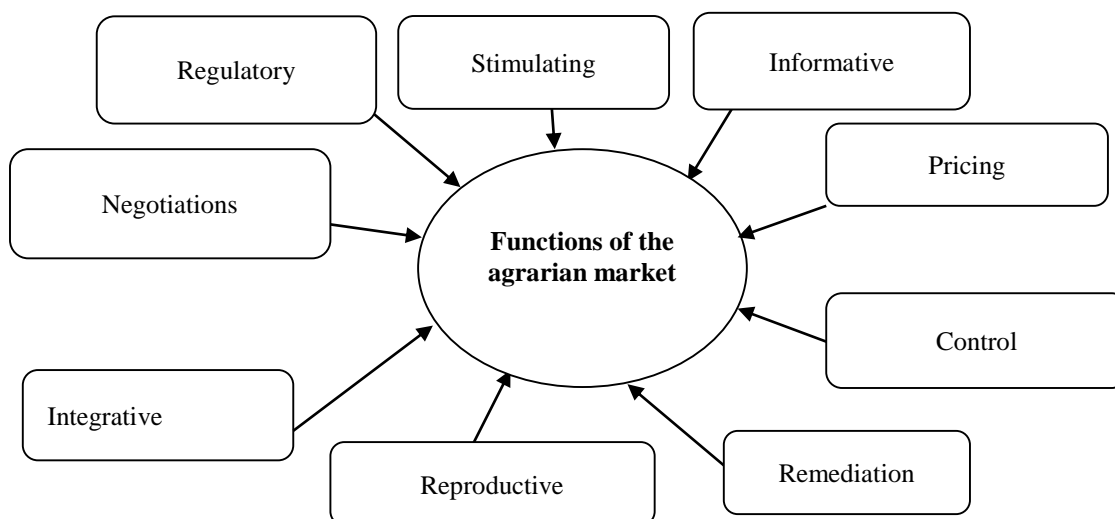 Regulatory
Stimulating
Informative
Negotiations
Pricing
Functions of the
agrarian market
Control
Integrative
Reproductive
Remediation